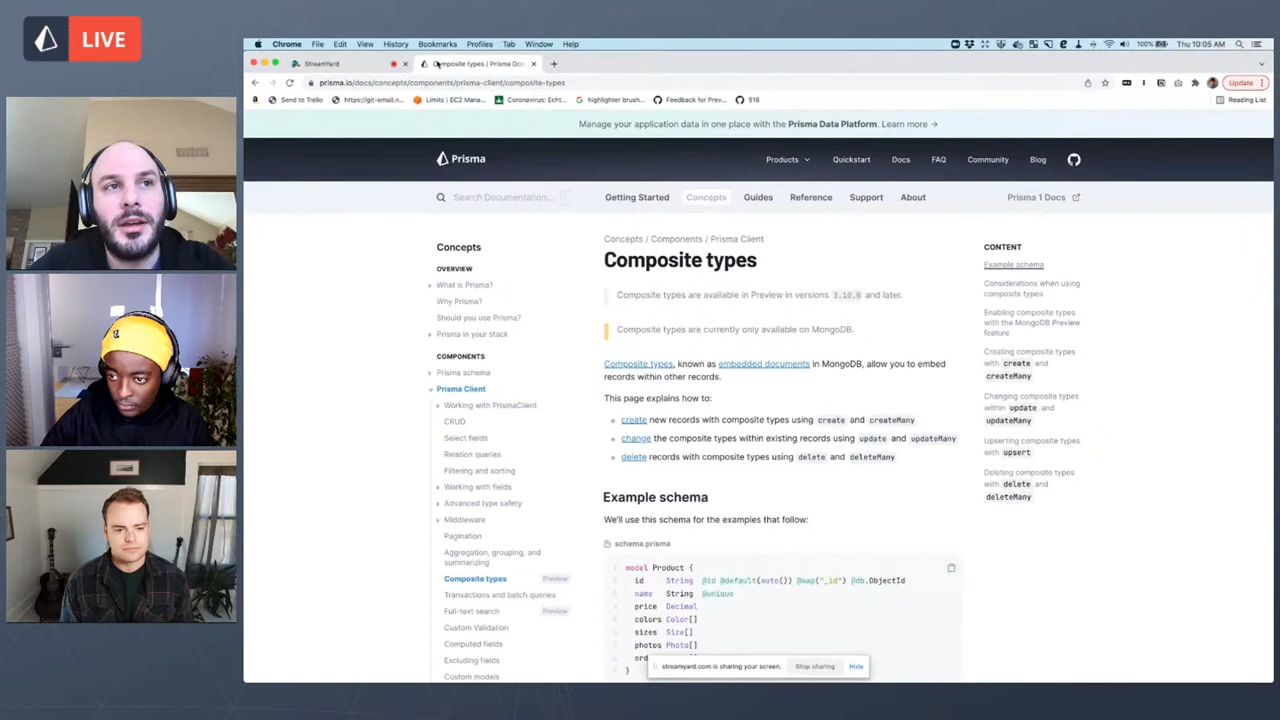 LIVE
Chrome File Edit View History Bookmarks Profiles Tab Window Help
100% Thu 10:05 AM
StreamYard
Composite types | Prisma Doc
prisma.io/docs/concepts/components/prisma-client/composite-types
Update
Send to Trello https://git-email.n... Limits | EC2 Mana... Coronavirus: Echt... highlighter brush... Feedback for Prev... 518 Reading List
Manage your application data in one place with the Prisma Data Platform. Learn more →
Prisma
Products Quickstart Docs FAQ Community Blog
Search Documentation...
Getting Started Concepts Guides Reference Support About Prisma 1 Docs
Concepts
OVERVIEW
What is Prisma?
Why Prisma?
Should you use Prisma?
Prisma in your stack
COMPONENTS
Prisma schema
Prisma Client
Working with PrismaClient
CRUD
Select fields
Relation queries
Filtering and sorting
Working with fields
Advanced type safety
Middleware
Pagination
Aggregation, grouping, and
summarizing
Composite types Preview
Transactions and batch queries
Full-text search Preview
Custom Validation
Computed fields
Excluding fields
Custom models
Concepts / Components / Prisma Client
Composite types
Composite types are available in Preview in versions 3.10.0 and later.
Composite types are currently only available on MongoDB.
Composite types, known as embedded documents in MongoDB, allow you to embed
records within other records.
This page explains how to:
create new records with composite types using create and createMany
change the composite types within existing records using update and updateMany
delete records with composite types using delete and deleteMany
Example schema
We'll use this schema for the examples that follow:
schema.prisma
1 model Product {
2 id String @id @default(auto()) @map("_id") @db.ObjectId
3 name String @unique
4 price Decimal
5 colors Color[]
6 sizes Size[]
7 photos Photo[]
8 ord
}
streamyard.com is sharing your screen. Stop sharing Hide
CONTENT
Example schema
Considerations when using
composite types
Enabling composite types
with the MongoDB Preview
feature
Creating composite types
with create and
createMany
Changing composite types
within update and
updateMany
Upserting composite types
with upsert
Deleting composite types
with delete and
deleteMany